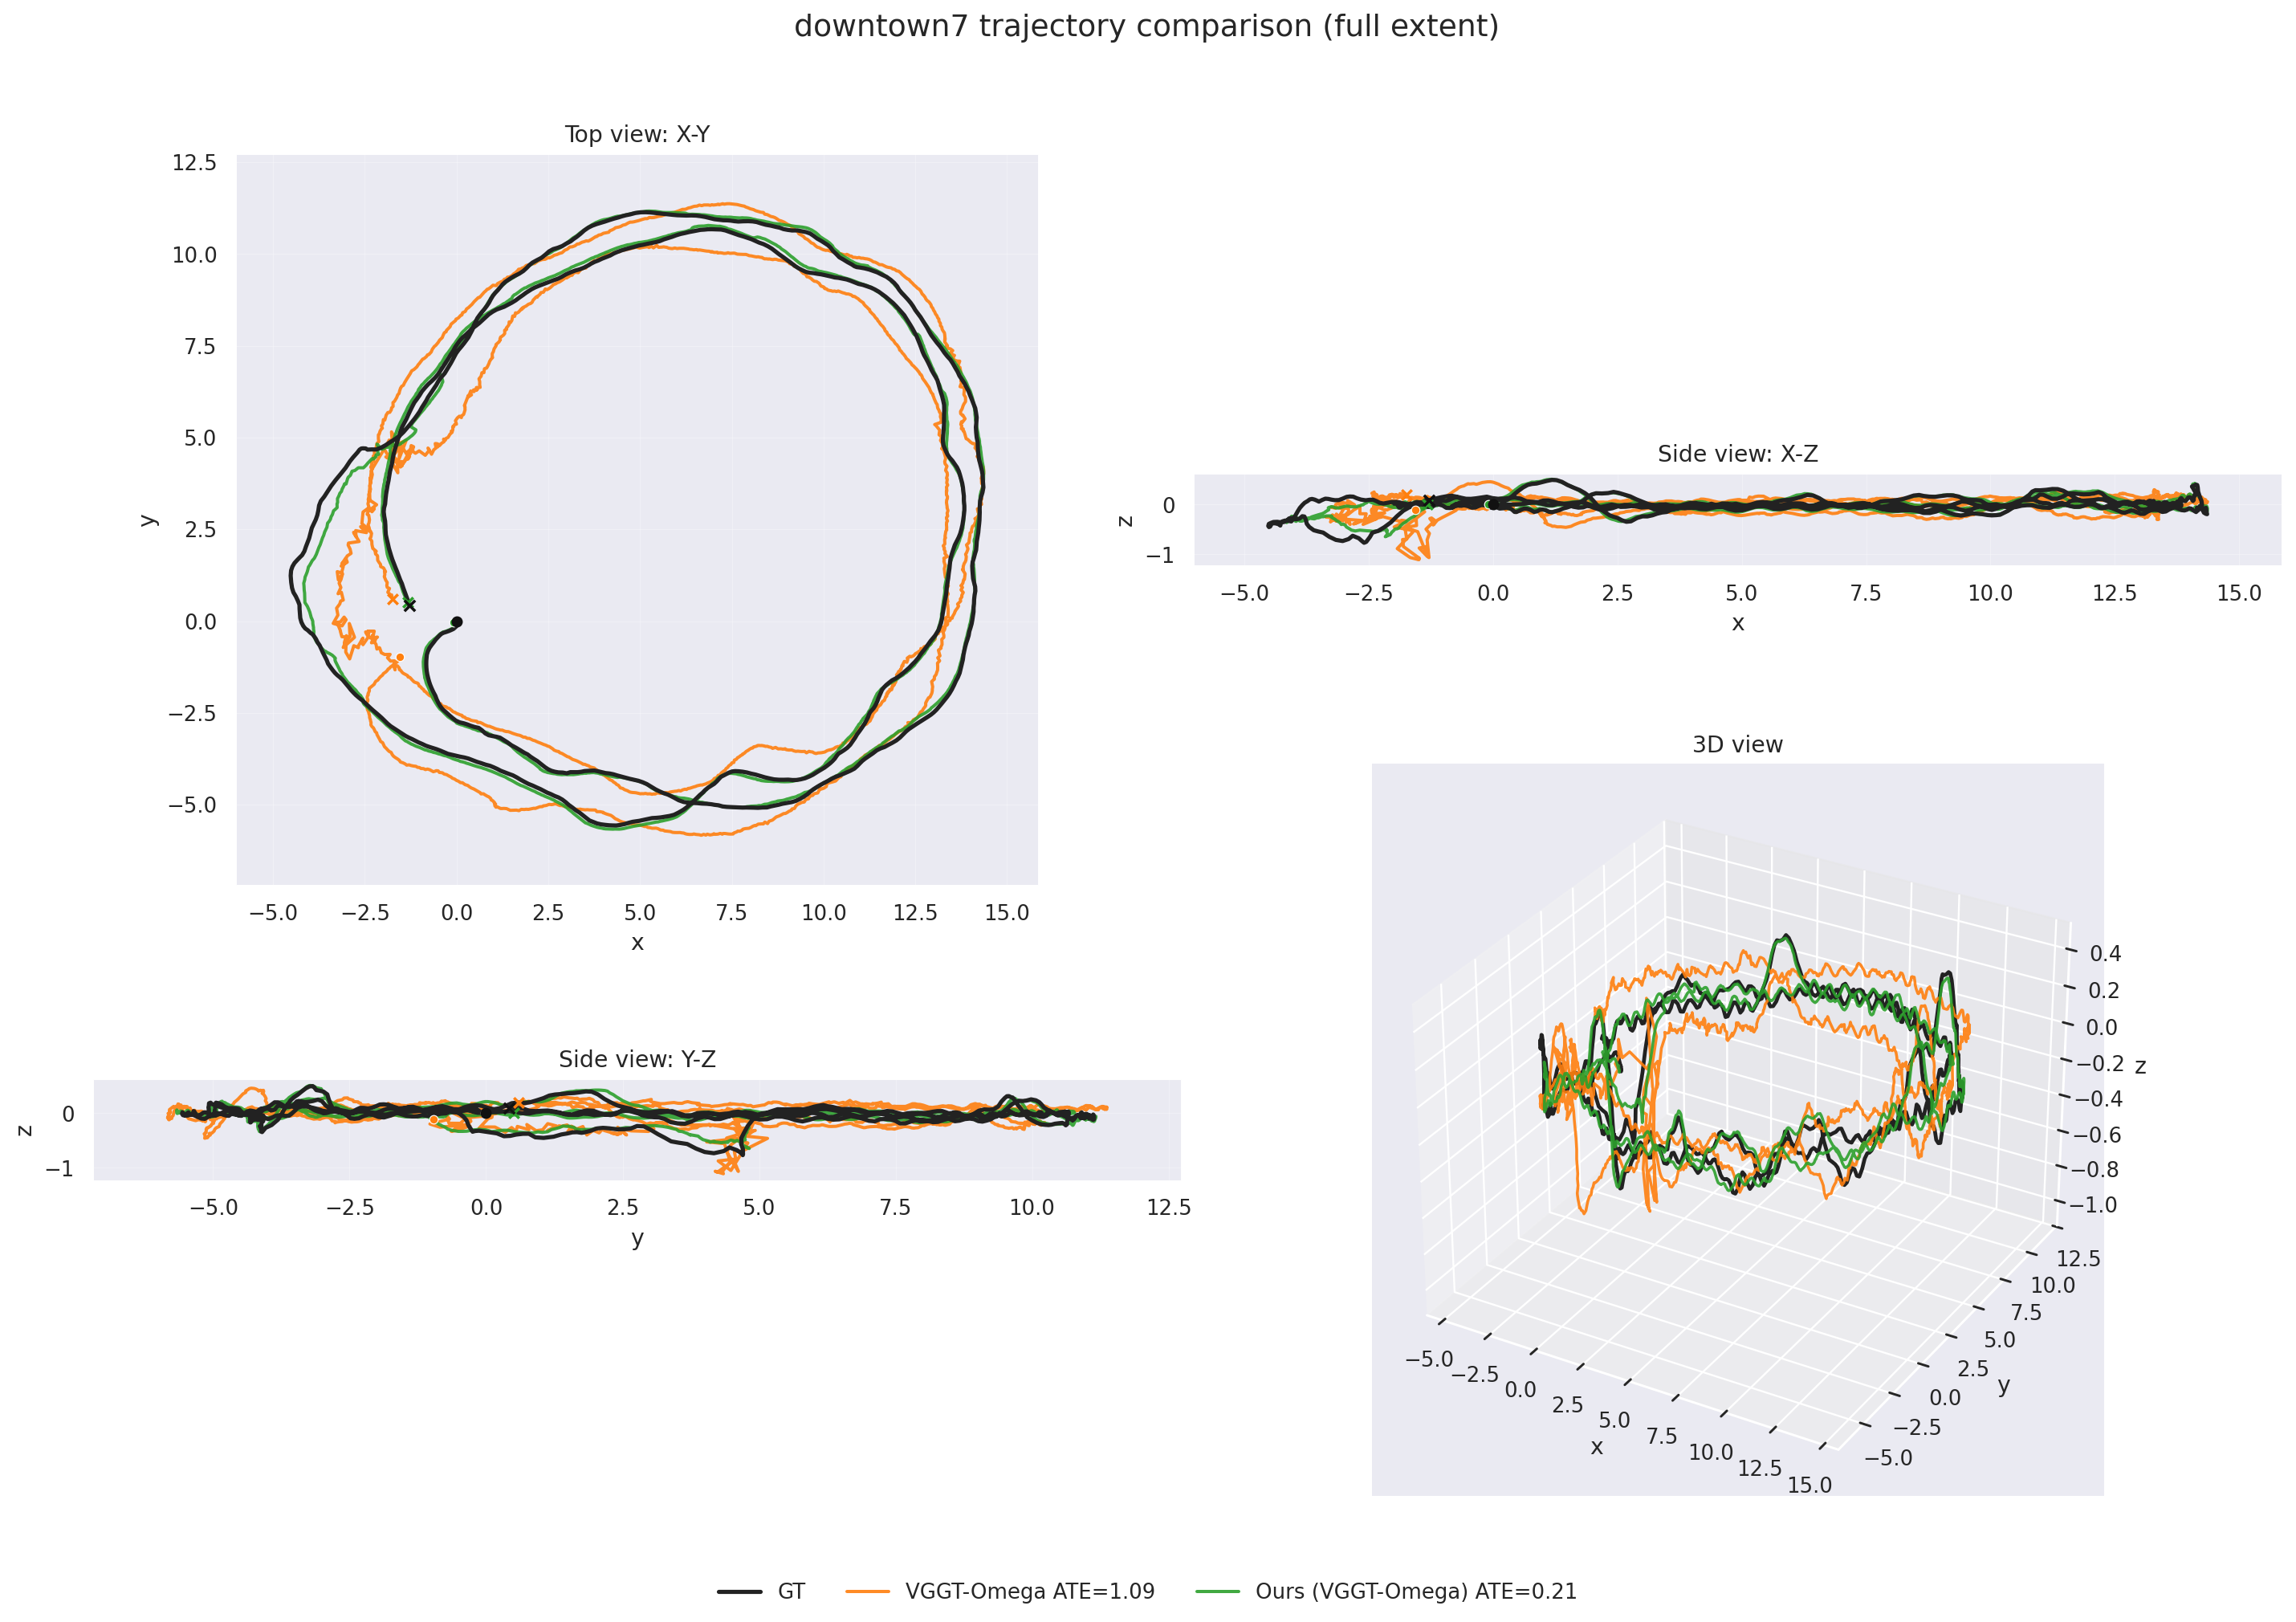 downtown7 trajectory comparison (full extent)
Top view: X-Y
12.5
10.0
7.5
5.0
2.5
0.0
−2.5
−5.0
y
−5.0 −2.5 0.0 2.5 5.0 7.5 10.0 12.5 15.0
x
Side view: X-Z
0
−1
z
−5.0 −2.5 0.0 2.5 5.0 7.5 10.0 12.5 15.0
x
Side view: Y-Z
0
−1
z
−5.0 −2.5 0.0 2.5 5.0 7.5 10.0 12.5
y
3D view
0.4
0.2
0.0
−0.2
−0.4
−0.6
−0.8
−1.0
z
12.5
10.0
7.5
5.0
2.5
0.0
−2.5
−5.0
y
−5.0
−2.5
0.0
2.5
5.0
7.5
10.0
12.5
15.0
x
GT VGGT-Omega ATE=1.09 Ours (VGGT-Omega) ATE=0.21